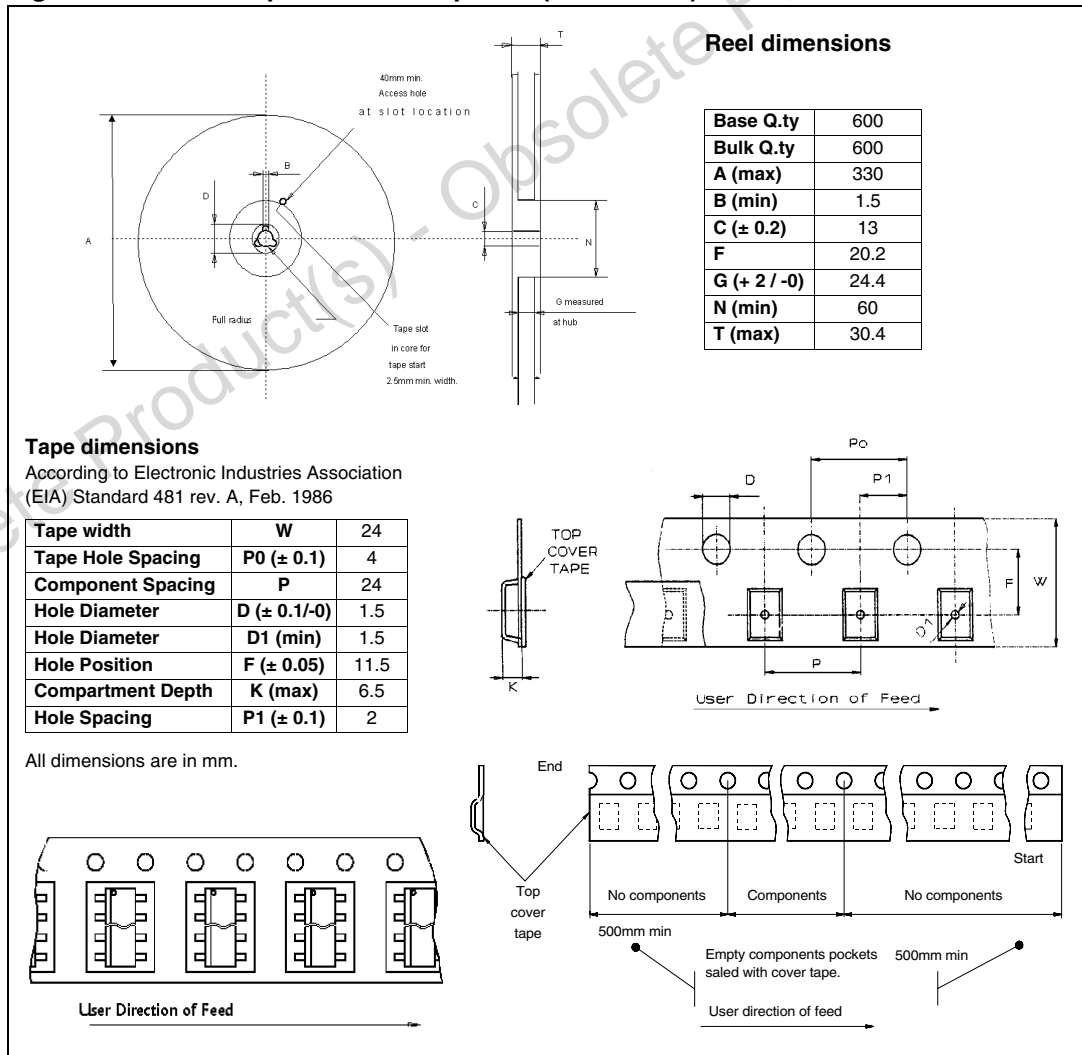 Reel dimensions
T
40mm min.
Access hole
at slot location
B
D
A
C
N
Full radius
Tape slot
in core for
tape start
2.5mm min. width.
G measured
at hub
Base Q.ty 600
Bulk Q.ty 600
A (max) 330
B (min) 1.5
C (± 0.2) 13
F 20.2
G (+ 2 / -0) 24.4
N (min) 60
T (max) 30.4
Tape dimensions
According to Electronic Industries Association
(EIA) Standard 481 rev. A, Feb. 1986
Tape width W 24
Tape Hole Spacing P0 (± 0.1) 4
Component Spacing P 24
Hole Diameter D (± 0.1/-0) 1.5
Hole Diameter D1 (min) 1.5
Hole Position F (± 0.05) 11.5
Compartment Depth K (max) 6.5
Hole Spacing P1 (± 0.1) 2
All dimensions are in mm.
Po
D
P1
TOP
COVER
TAPE
F
W
D1
K
P
User Direction of Feed
End
Start
Top
cover
tape
No components
Components
No components
500mm min
Empty components pockets
saled with cover tape.
500mm min
User direction of feed
User Direction of Feed
lete Product(s) - Obsolete